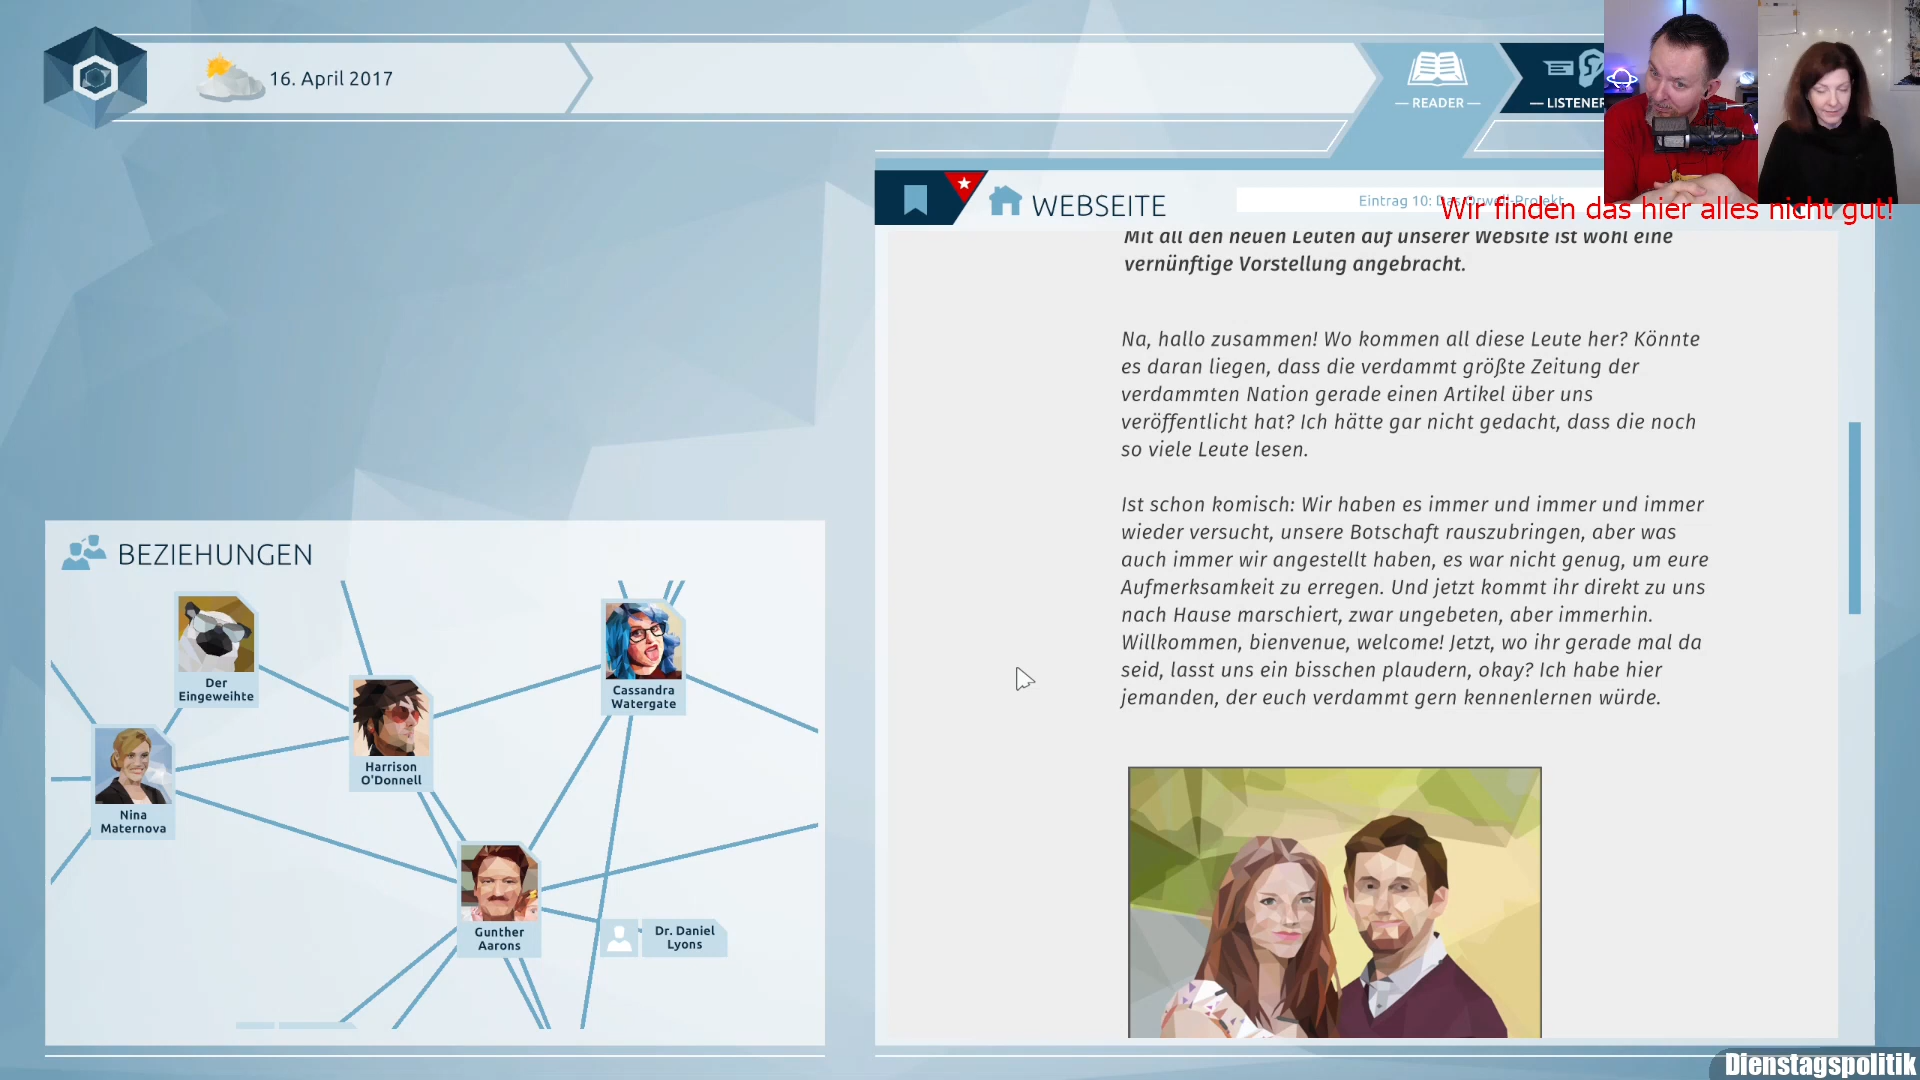 16. April 2017
— READER —
— LISTENER
WEBSEITE
Eintrag 10: Das Orwell-Projekt
Wir finden das hier alles nicht gut!
Mit all den neuen Leuten auf unserer Website ist wohl eine
vernünftige Vorstellung angebracht.
Na, hallo zusammen! Wo kommen all diese Leute her? Könnte
es daran liegen, dass die verdammt größte Zeitung der
verdammten Nation gerade einen Artikel über uns
veröffentlicht hat? Ich hätte gar nicht gedacht, dass die noch
so viele Leute lesen.
Ist schon komisch: Wir haben es immer und immer und immer
wieder versucht, unsere Botschaft rauszubringen, aber was
auch immer wir angestellt haben, es war nicht genug, um eure
Aufmerksamkeit zu erregen. Und jetzt kommt ihr direkt zu uns
nach Hause marschiert, zwar ungebeten, aber immerhin.
Willkommen, bienvenue, welcome! Jetzt, wo ihr gerade mal da
seid, lasst uns ein bisschen plaudern, okay? Ich habe hier
jemanden, der euch verdammt gern kennenlernen würde.
BEZIEHUNGEN
Der
Eingeweihte
Cassandra
Watergate
Harrison
O'Donnell
Nina
Maternova
Gunther
Aarons
Dr. Daniel
Lyons
Dienstagspolitik